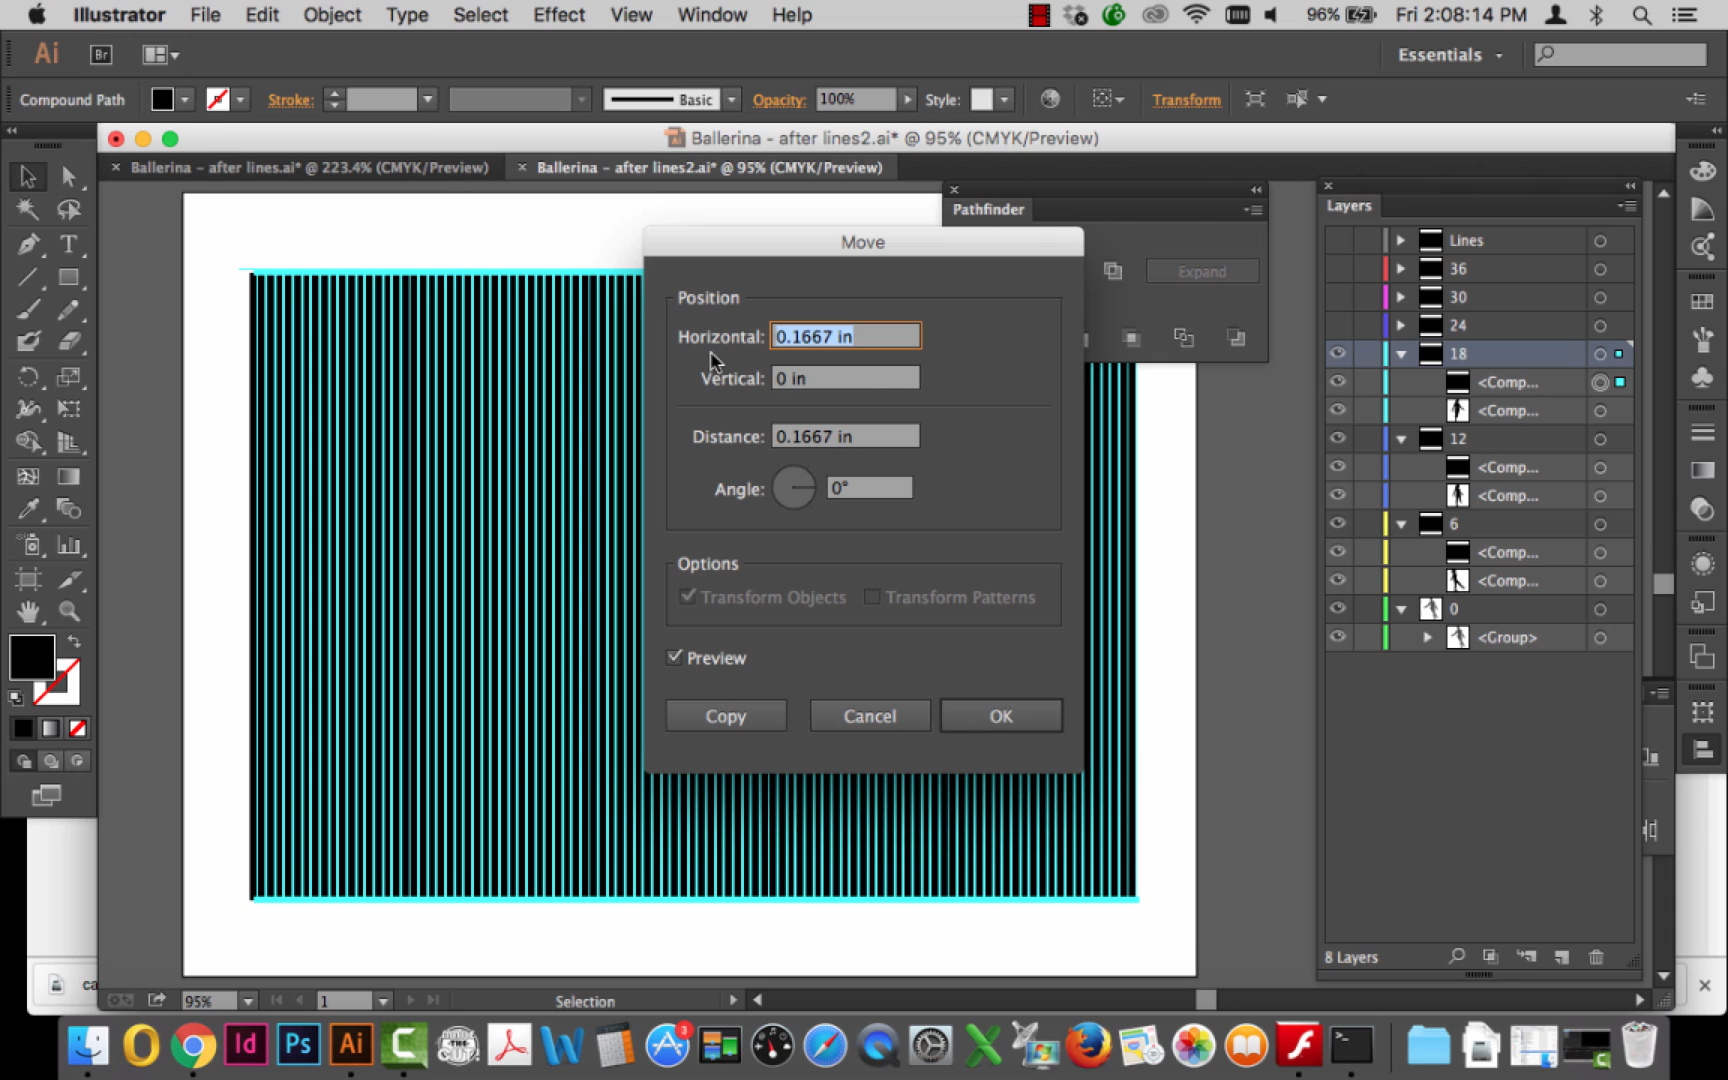 Illustrator File Edit Object Type Select Effect View Window Help 96% Fri 2:08:14 PM
Ai Br Essentials
Compound Path Stroke: Basic Opacity: 100% Style: Transform
Ballerina - after lines2.ai* @ 95% (CMYK/Preview)
Ballerina - after lines.ai* @ 223.4% (CMYK/Preview) Ballerina - after lines2.ai* @ 95% (CMYK/Preview)
Pathfinder
Expand
Move
Position
Horizontal: 0.1667 in
Vertical: 0 in
Distance: 0.1667 in
Angle: 0°
Options
Transform Objects Transform Patterns
Preview
Copy Cancel OK
Layers
Lines
36
30
24
18
<Comp...
<Comp...
12
<Comp...
<Comp...
6
<Comp...
<Comp...
0
<Group>
8 Layers
ca
95% 1 Selection
Id Ps Ai 3